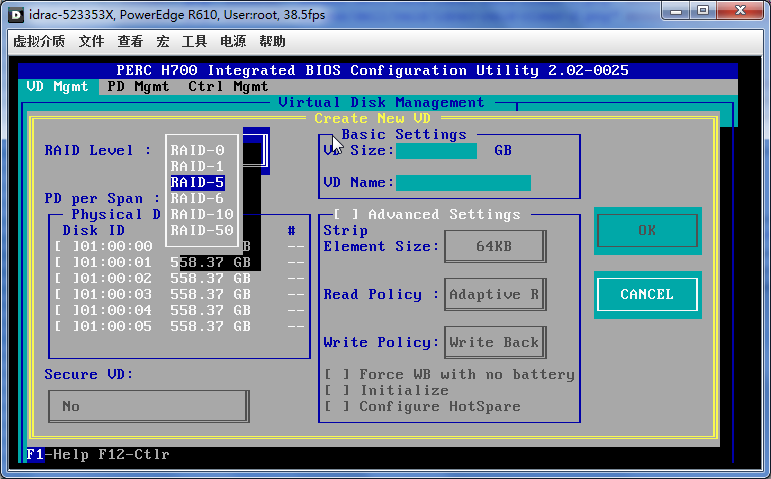 idrac-523353X, PowerEdge R610, User:root, 38.5fps
虚拟介质 文件 查看 宏 工具 电源 帮助
PERC H700 Integrated BIOS Configuration Utility 2.02-0025
VD Mgmt PD Mgmt Ctrl Mgmt
Virtual Disk Management
Create New VD
RAID Level :
RAID-0
RAID-1
RAID-5
RAID-6
RAID-10
RAID-50
PD per Span :
Physical D
Disk ID #
[ ]01:00:00 GB --
[ ]01:00:01 558.37 GB --
[ ]01:00:02 558.37 GB --
[ ]01:00:03 558.37 GB --
[ ]01:00:04 558.37 GB --
[ ]01:00:05 558.37 GB --
Secure VD:
No
Basic Settings
VD Size: GB
VD Name:
[ ] Advanced Settings
Strip
Element Size: 64KB
Read Policy : Adaptive R
Write Policy: Write Back
[ ] Force WB with no battery
[ ] Initialize
[ ] Configure HotSpare
OK
CANCEL
F1-Help F12-Ctlr